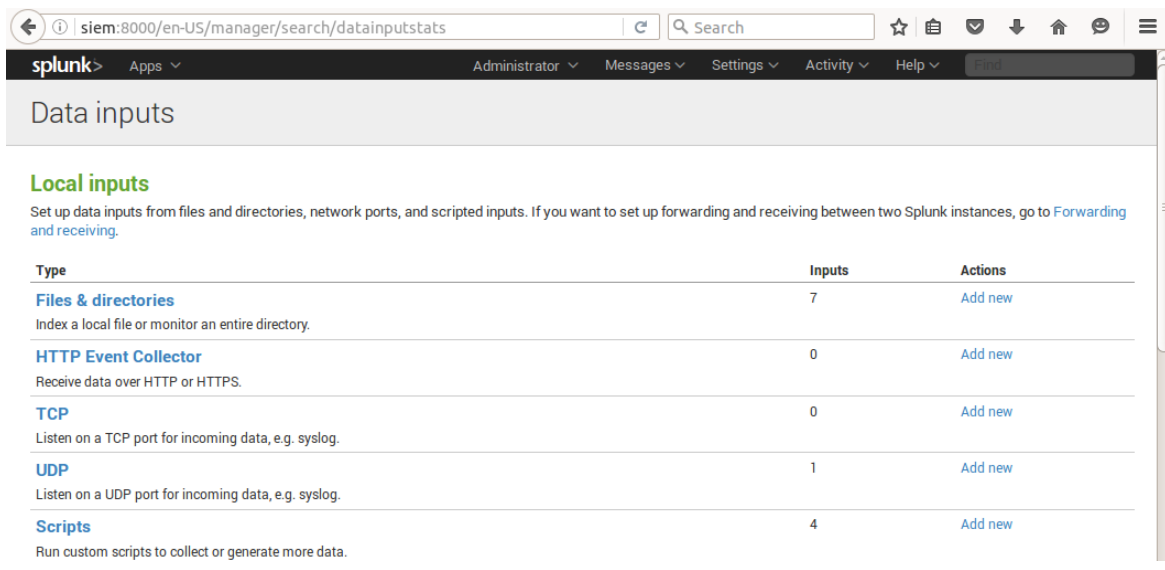 siem:8000/en-US/manager/search/datainputstats Search
splunk> Apps Administrator Messages Settings Activity Help Find
Data inputs
Local inputs
Set up data inputs from files and directories, network ports, and scripted inputs. If you want to set up forwarding and receiving between two Splunk instances, go to Forwarding
and receiving.
Type Inputs Actions
Files & directories 7 Add new
Index a local file or monitor an entire directory.
HTTP Event Collector 0 Add new
Receive data over HTTP or HTTPS.
TCP 0 Add new
Listen on a TCP port for incoming data, e.g. syslog.
UDP 1 Add new
Listen on a UDP port for incoming data, e.g. syslog.
Scripts 4 Add new
Run custom scripts to collect or generate more data.